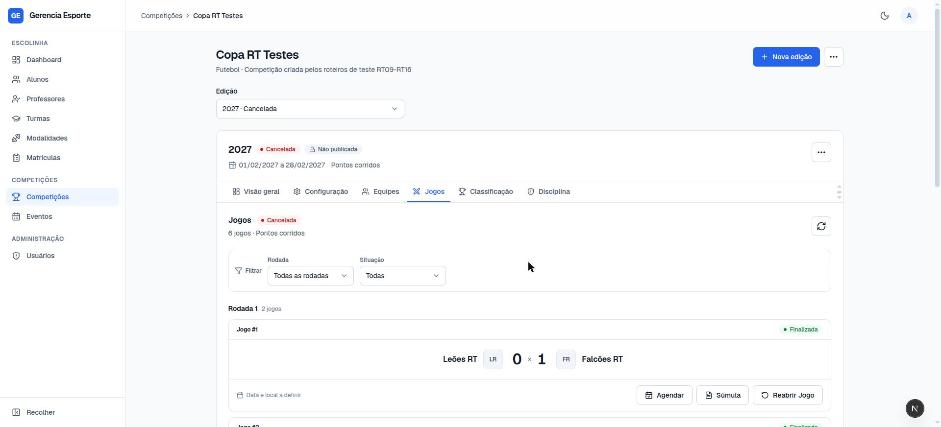 GE Gerencia Esporte
Competições > Copa RT Testes
A
ESCOLINHA
Dashboard
Alunos
Professores
Turmas
Modalidades
Matrículas
COMPETIÇÕES
Competições
Eventos
ADMINISTRAÇÃO
Usuários
Recolher
Copa RT Testes
Futebol · Competição criada pelos roteiros de teste RT09-RT16
+ Nova edição
Edição
2027 · Cancelada
2027 Cancelada Não publicada
01/02/2027 a 28/02/2027 · Pontos corridos
Visão geral Configuração Equipes Jogos Classificação Disciplina
Jogos Cancelada
6 jogos · Pontos corridos
Filtrar
Rodada Situação
Todas as rodadas Todas
Rodada 1 2 jogos
Jogo #1 Finalizada
Leões RT LR 0 × 1 FR Falcões RT
Data e local a definir Agendar Súmula Reabrir Jogo
N